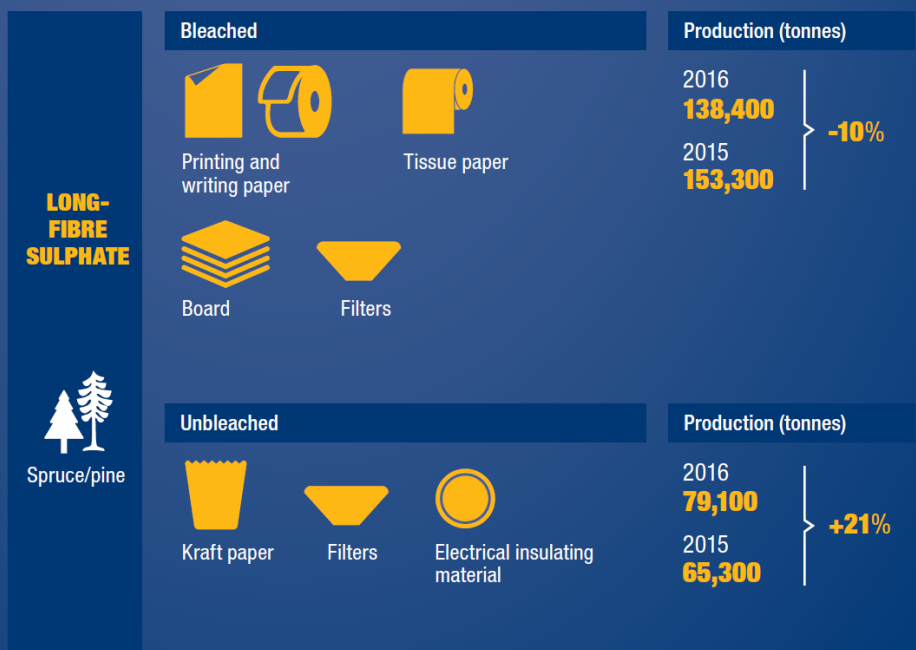 LONG-
FIBRE
SULPHATE
Spruce/pine
Bleached
Printing and
writing paper
Tissue paper
Board
Filters
Production (tonnes)
2016
138,400
2015
153,300
-10%
Unbleached
Kraft paper
Filters
Electrical insulating
material
Production (tonnes)
2016
79,100
2015
65,300
+21%